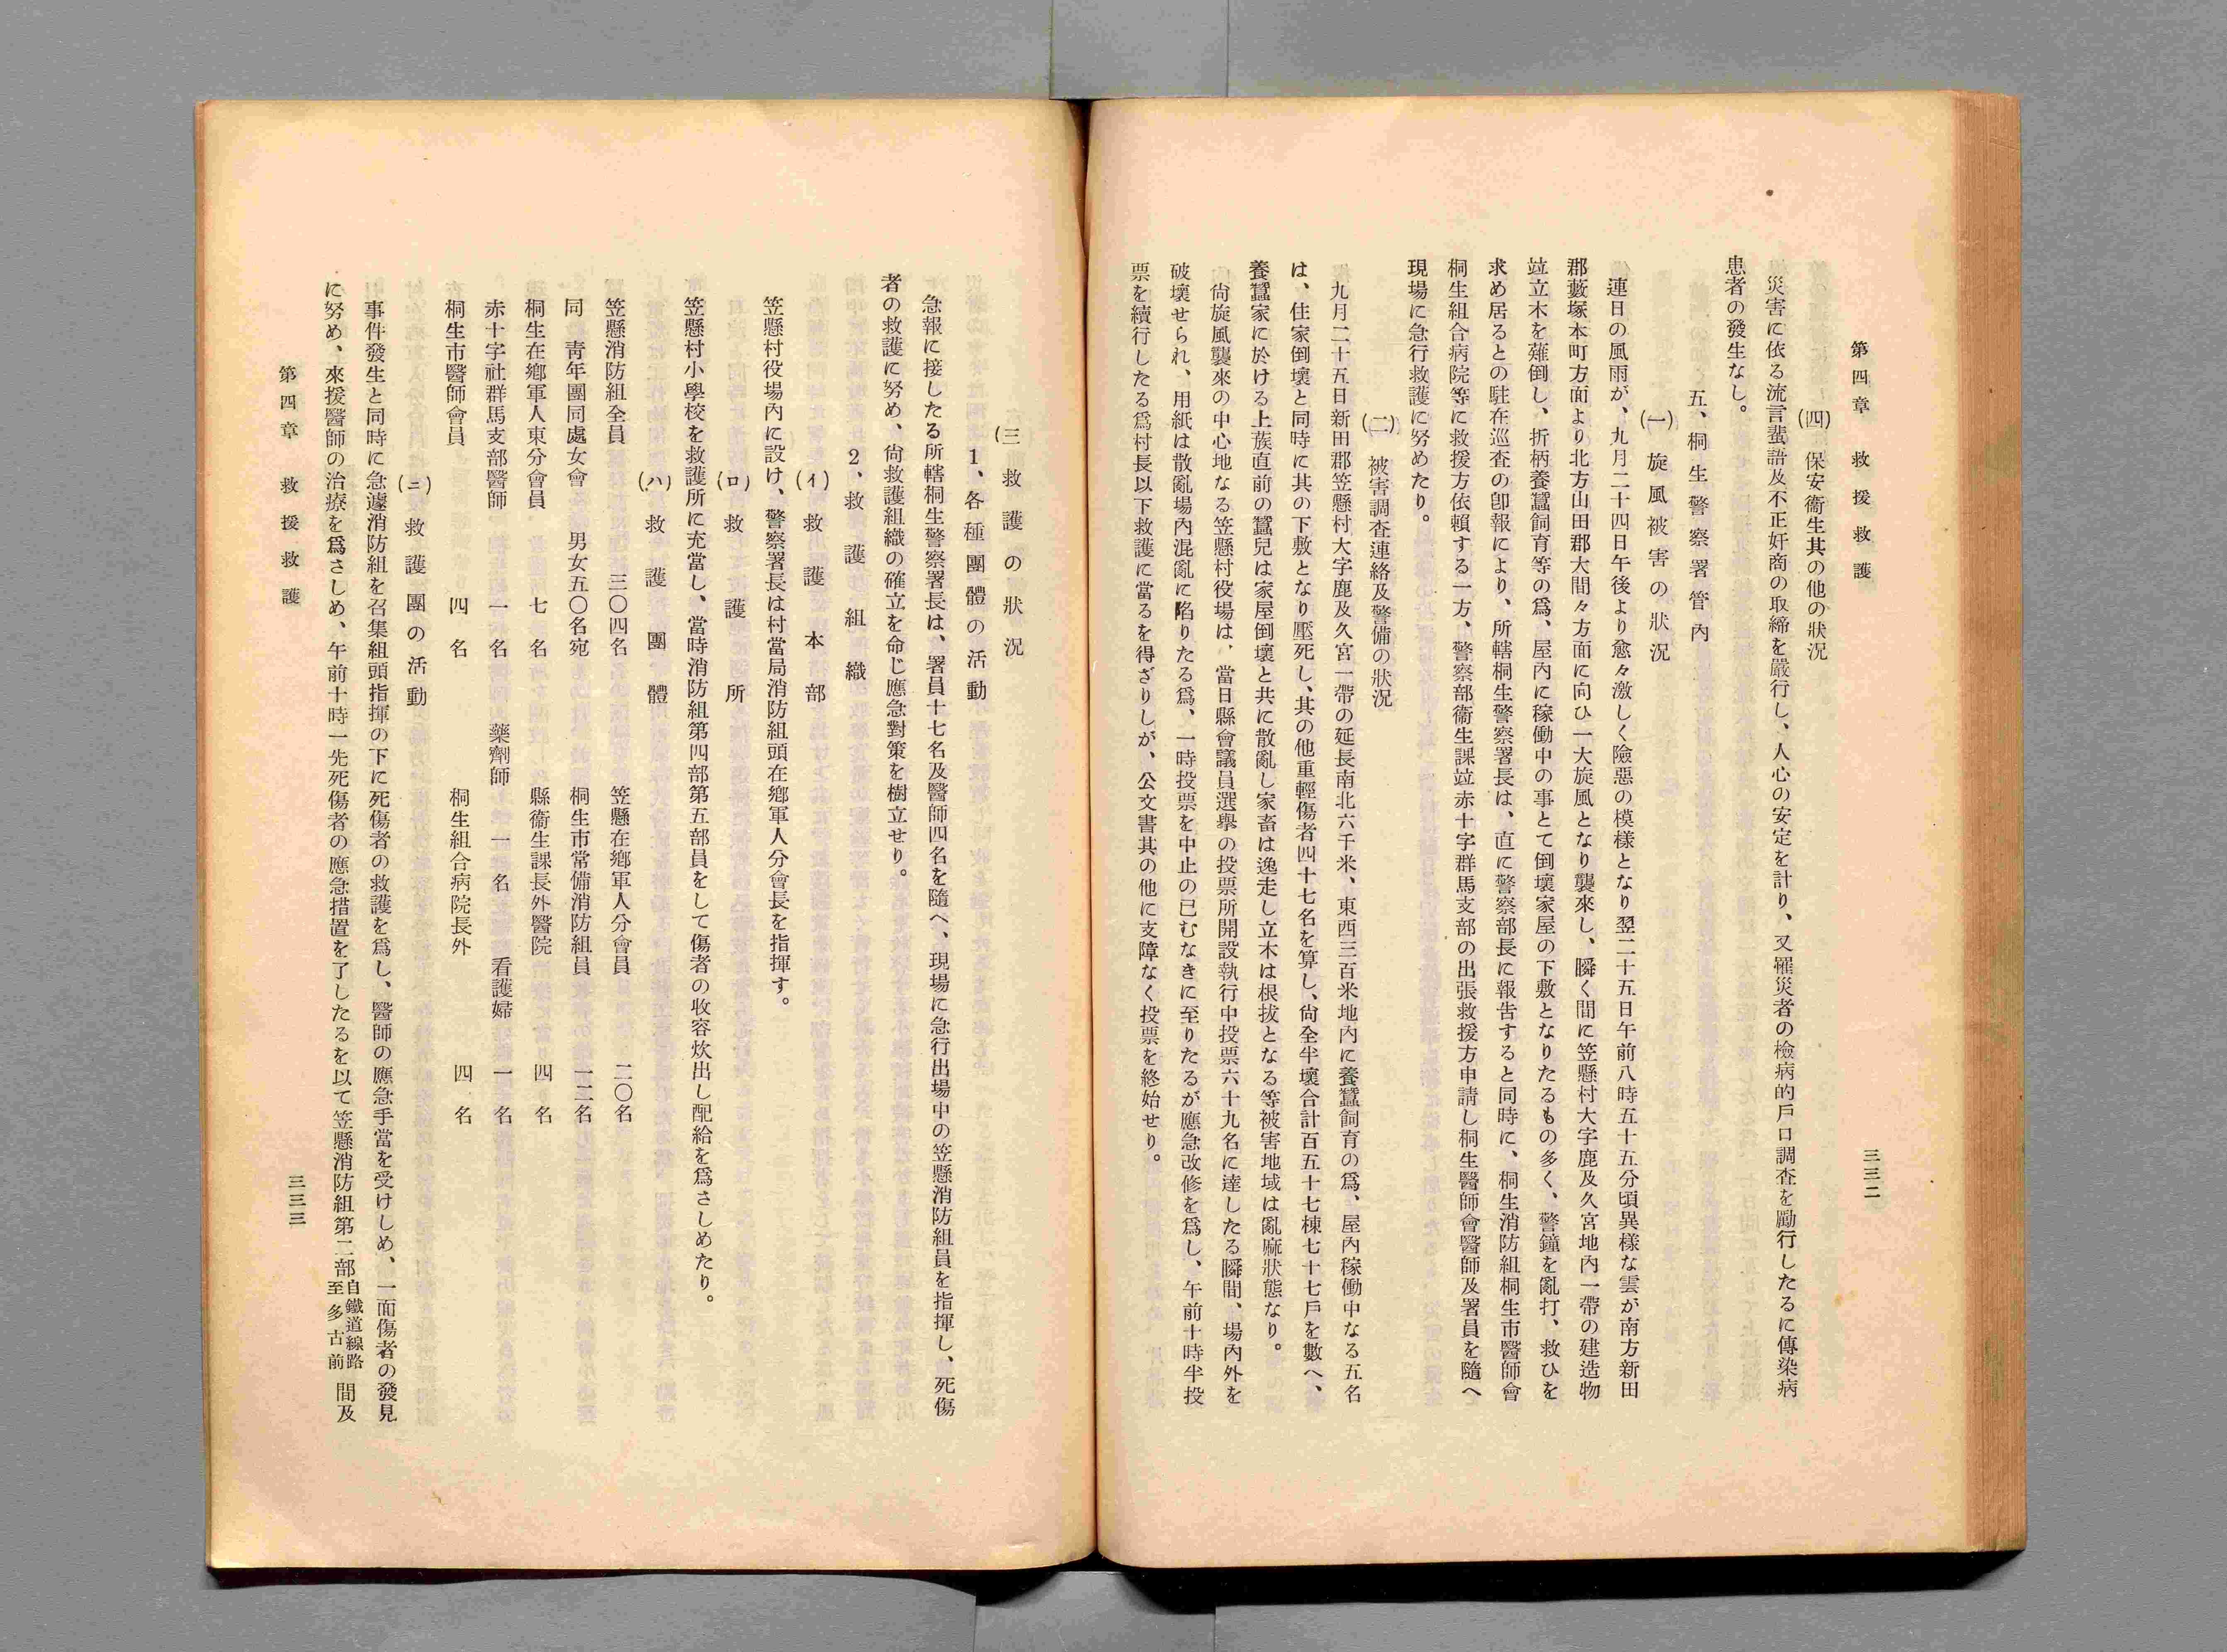 第四章　救援救護
三三二
(四)　保安衞生其の他の狀況
災害に依る流言蜚語及不正奸商の取締を嚴行し、人心の安定を計り、又罹災者の檢病的戶口調查を勵行したるに傳染病
患者の發生なし。
五、桐生警察署管內
(一)　旋風被害の狀況
連日の風雨が、九月二十四日午後より愈々激しく險惡の模樣となり翌二十五日午前八時五十五分頃異樣な雲が南方新田
郡藪塚本町方面より北方山田郡大間々方面に向ひ一大旋風となり襲來し、瞬く間に笠懸村大字鹿及久宮地內一帶の建造物
竝立木を薙倒し、折柄養蠶飼育等の爲、屋內に稼働中の事とて倒壞家屋の下敷となりたるもの多く、警鐘を亂打、救ひを
求め居るとの駐在巡査の卽報により、所轄桐生警察署長は、直に警察部長に報告すると同時に、桐生消防組桐生市醫師會
桐生組合病院等に救援方依賴する一方、警察部衞生課竝赤十字群馬支部の出張救援方申請し桐生醫師會醫師及署員を隨へ
現場に急行救護に努めたり。
(二)　被害調査連絡及警備の狀況
九月二十五日新田郡笠懸村大字鹿及久宮一帶の延長南北六千米、東西三百米地內に養蠶飼育の爲、屋內稼働中なる五名
は、住家倒壞と同時に其の下敷となり壓死し、其の他重輕傷者四十七名を算し、尙全半壞合計百五十七棟七十七戶を數へ、
養蠶家に於ける上蔟直前の蠶兒は家屋倒壞と共に散亂し家畜は逸走し立木は根拔となる等被害地域は亂麻狀態なり。
尙旋風襲來の中心地なる笠懸村役場は、當日縣會議員選擧の投票所開設執行中投票六十九名に達したる瞬間、場內外を
破壞せられ、用紙は散亂場內混亂に陷りたる爲、一時投票を中止の已むなきに至りたるが應急改修を爲し、午前十時半投
票を續行したる爲村長以下救護に當るを得ざりしが、公文書其の他に支障なく投票を終始せり。
(三　救護の狀況
1、各種團體の活動
急報に接したる所轄桐生警察署長は、署員十七名及醫師四名を隨へ、現場に急行出場中の笠懸消防組員を指揮し、死傷
者の救護に努め、尙救護組織の確立を命じ應急對策を樹立せり。
2、救護組織
(イ)　救護本部
笠懸村役場內に設け、警察署長は村當局消防組頭在鄕軍人分會長を指揮す。
(ロ)　救護所
笠懸村小學校を救護所に充當し、當時消防組第四部第五部員をして傷者の收容炊出し配給を爲さしめたり。
(ハ)　救護團體
笠懸消防組全員　三〇四名　笠懸在鄕軍人分會員　二〇名
同　靑年團同處女會　男女五〇名宛　桐生市常備消防組員　一二名
桐生在鄕軍人東分會員　七名　縣衞生課長外醫院　四名
赤十字社群馬支部醫師　一名　藥劑師　一名　看護婦　一名
桐生市醫師會員　四名　桐生組合病院長外　四名
(ニ)　救護團の活動
事件發生と同時に急遽消防組を召集組頭指揮の下に死傷者の救護を爲し、醫師の應急手當を受けしめ、一面傷者の發見
に努め、來援醫師の治療を爲さしめ、午前十時一先死傷者の應急措置を了したるを以て笠懸消防組第二部自鐵道線路至多古前間及
第四章　救援救護
三三三